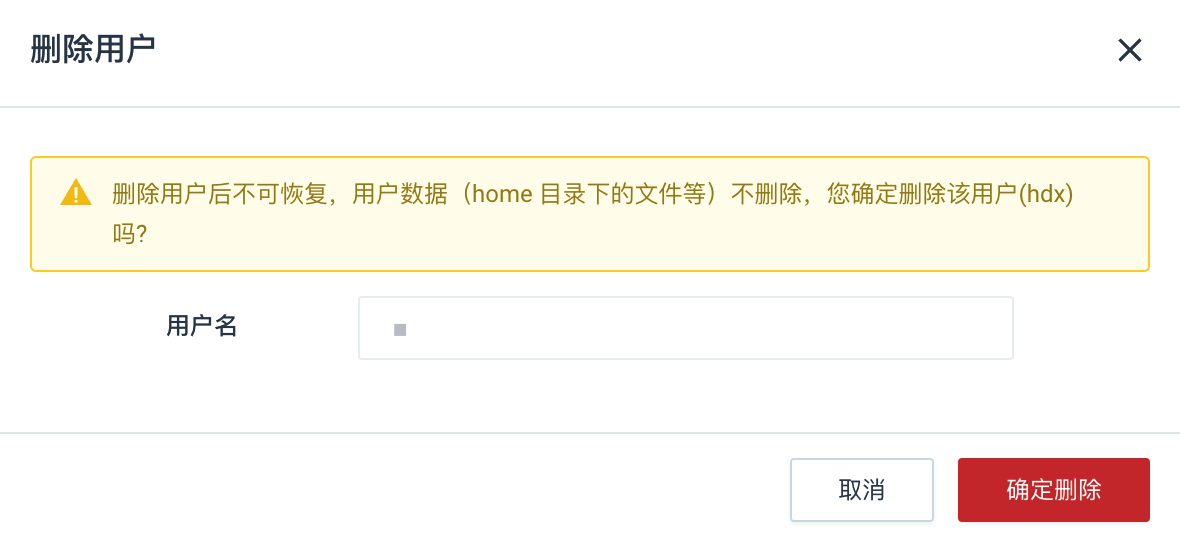 删除用户
删除用户后不可恢复，用户数据（home 目录下的文件等）不删除，您确定删除该用户(hdx)
吗?
用户名
取消
确定删除